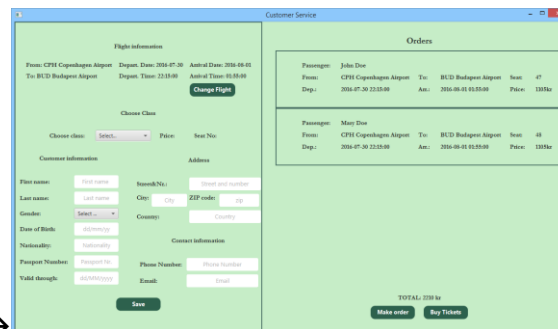 Customer Service
Flight information
From: CPH Copenhagen Airport Depart. Date: 2016-07-30 Arrival Date: 2016-08-01
To: BUD Budapest Airport Depart. Time: 22:15:00 Arrival Time: 01:55:00
Change Flight
Choose Class
Choose class: Select... Price: Seat No:
Customer information Address
First name: First name Street&Nr.: Street and number
Last name: Last name City: City ZIP code: zip
Gender: Select ... Country: Country
Date of Birth: dd/mm/yy
Nationality: Nationality Contact information
Passport Number: Passport Nr. Phone Number: Phone Number
Valid through: dd/MM/yyyy Email: Email
Save
Orders
Passenger: John Doe
From: CPH Copenhagen Airport To: BUD Budapest Airport Seat: 47
Dep.: 2016-07-30 22:15:00 Arr.: 2016-08-01 01:55:00 Price:
Passenger: Mary Doe
From: CPH Copenhagen Airport To: BUD Budapest Airport Seat: 48
Dep.: 2016-07-30 22:15:00 Arr.: 2016-08-01 01:55:00 Price:
TOTAL: kr
Make order Buy Tickets